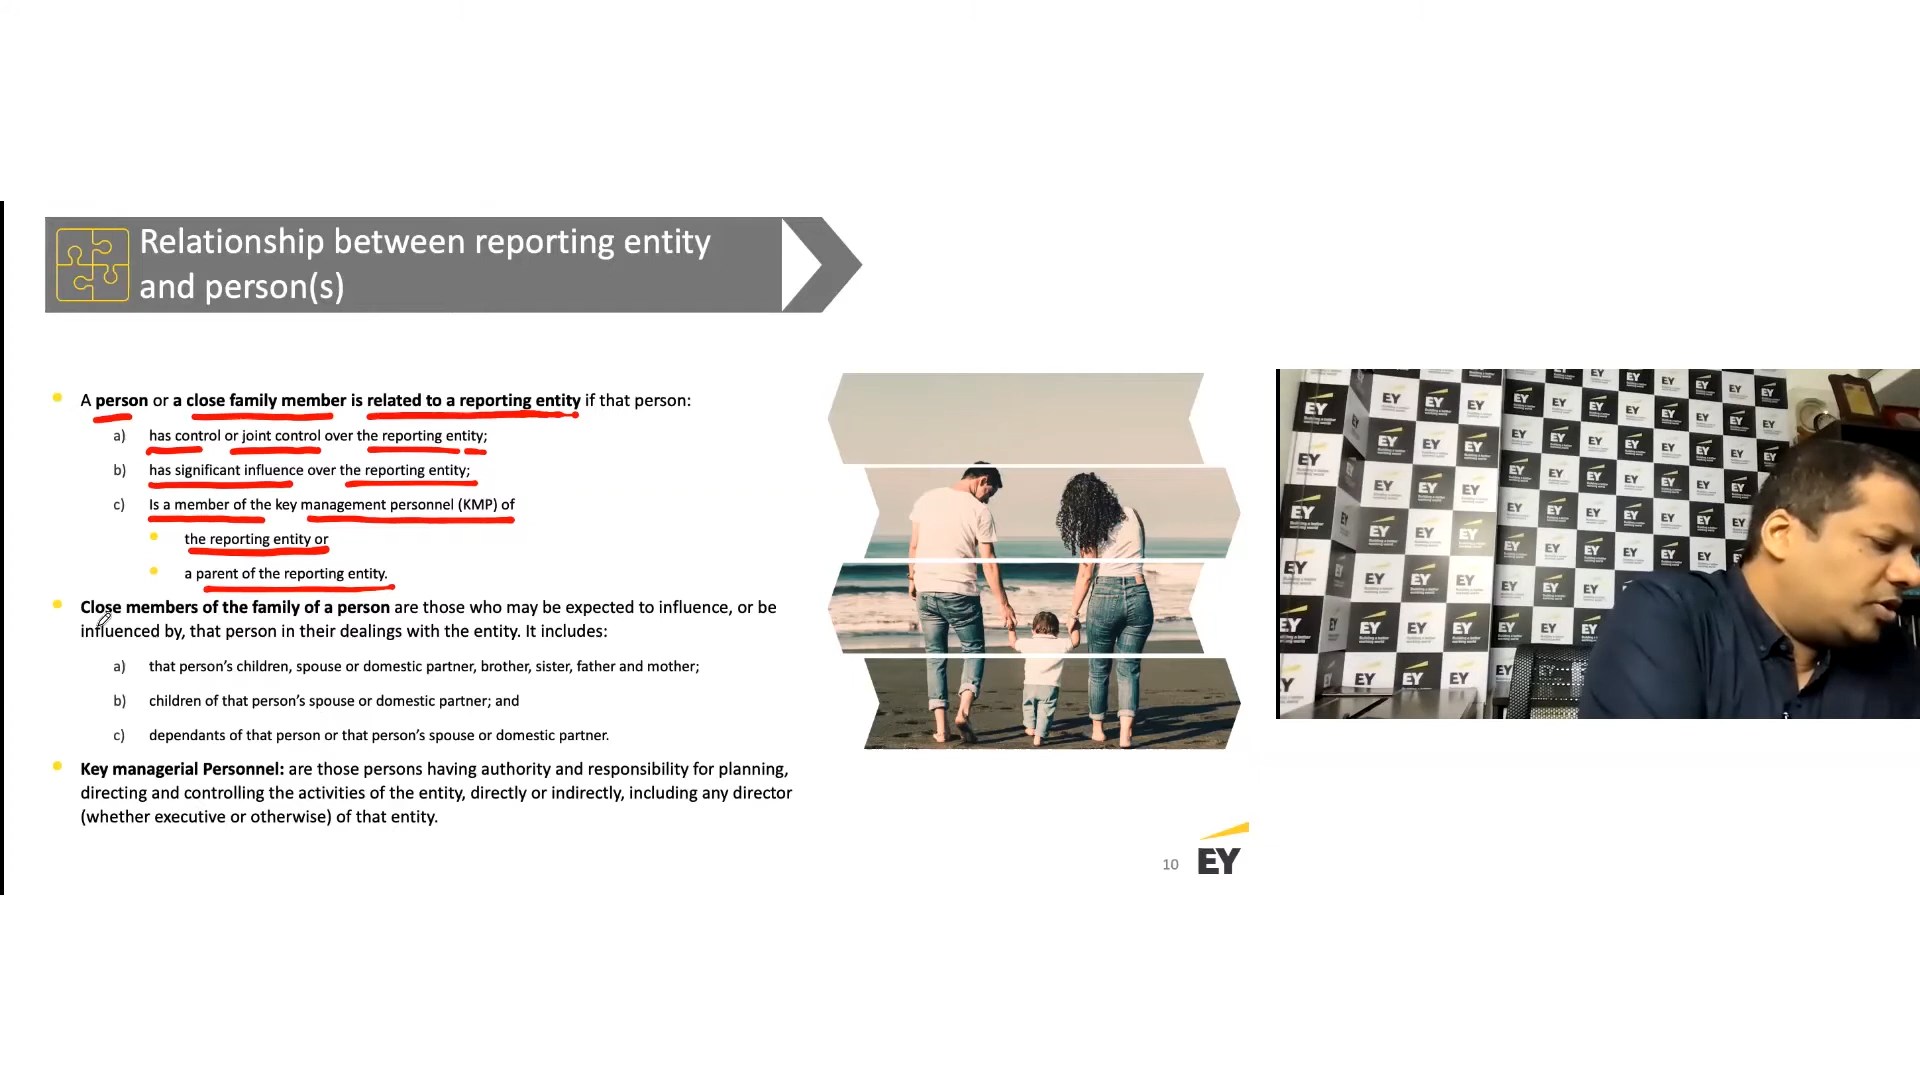 Relationship between reporting entity
and person(s)
A person or a close family member is related to a reporting entity if that person:
a) has control or joint control over the reporting entity;
b) has significant influence over the reporting entity;
c) Is a member of the key management personnel (KMP) of
the reporting entity or
a parent of the reporting entity.
Close members of the family of a person are those who may be expected to influence, or be
influenced by, that person in their dealings with the entity. It includes:
a) that person's children, spouse or domestic partner, brother, sister, father and mother;
b) children of that person's spouse or domestic partner; and
c) dependants of that person or that person's spouse or domestic partner.
Key managerial Personnel: are those persons having authority and responsibility for planning,
directing and controlling the activities of the entity, directly or indirectly, including any director
(whether executive or otherwise) of that entity.
10
EY